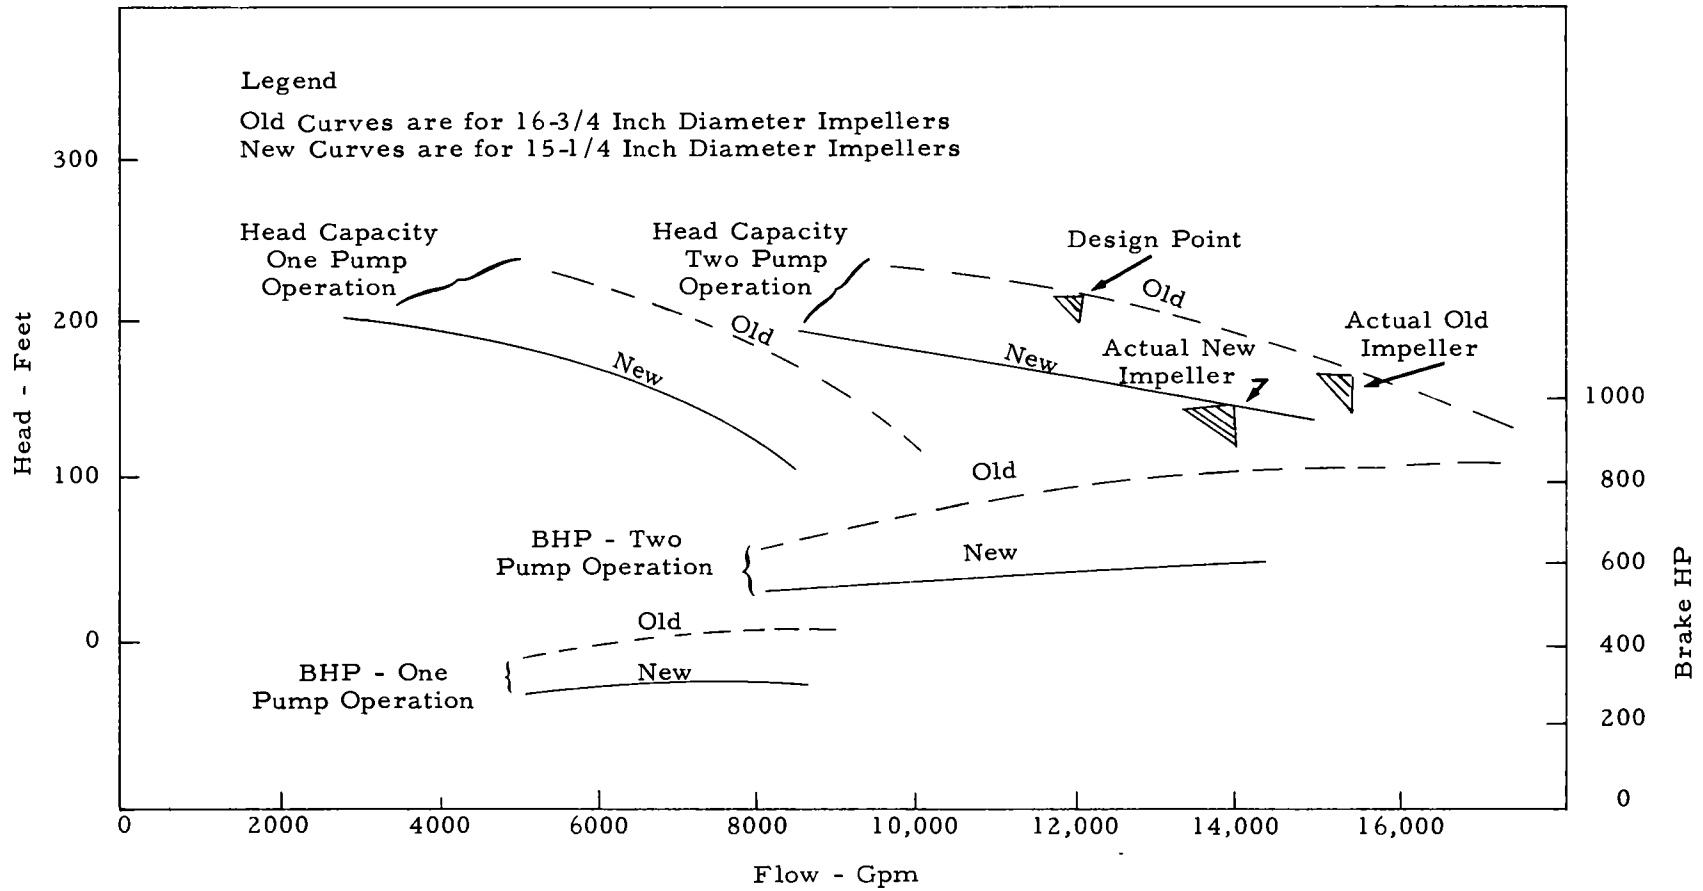 Legend
Old Curves are for 16-3/4 Inch Diameter Impellers
New Curves are for 15-1/4 Inch Diameter Impellers
300
200
100
0
Head - Feet
Head Capacity
One Pump
Operation
Head Capacity
Two Pump
Operation
Design Point
Old
Actual Old
Impeller
Actual New
Impeller
Old
New
New
1000
800
600
400
200
0
Brake HP
Old
BHP - Two
Pump Operation
New
Old
BHP - One
Pump Operation
New
0
2000
4000
6000
8000
10,000
12,000
14,000
16,000
Flow - Gpm